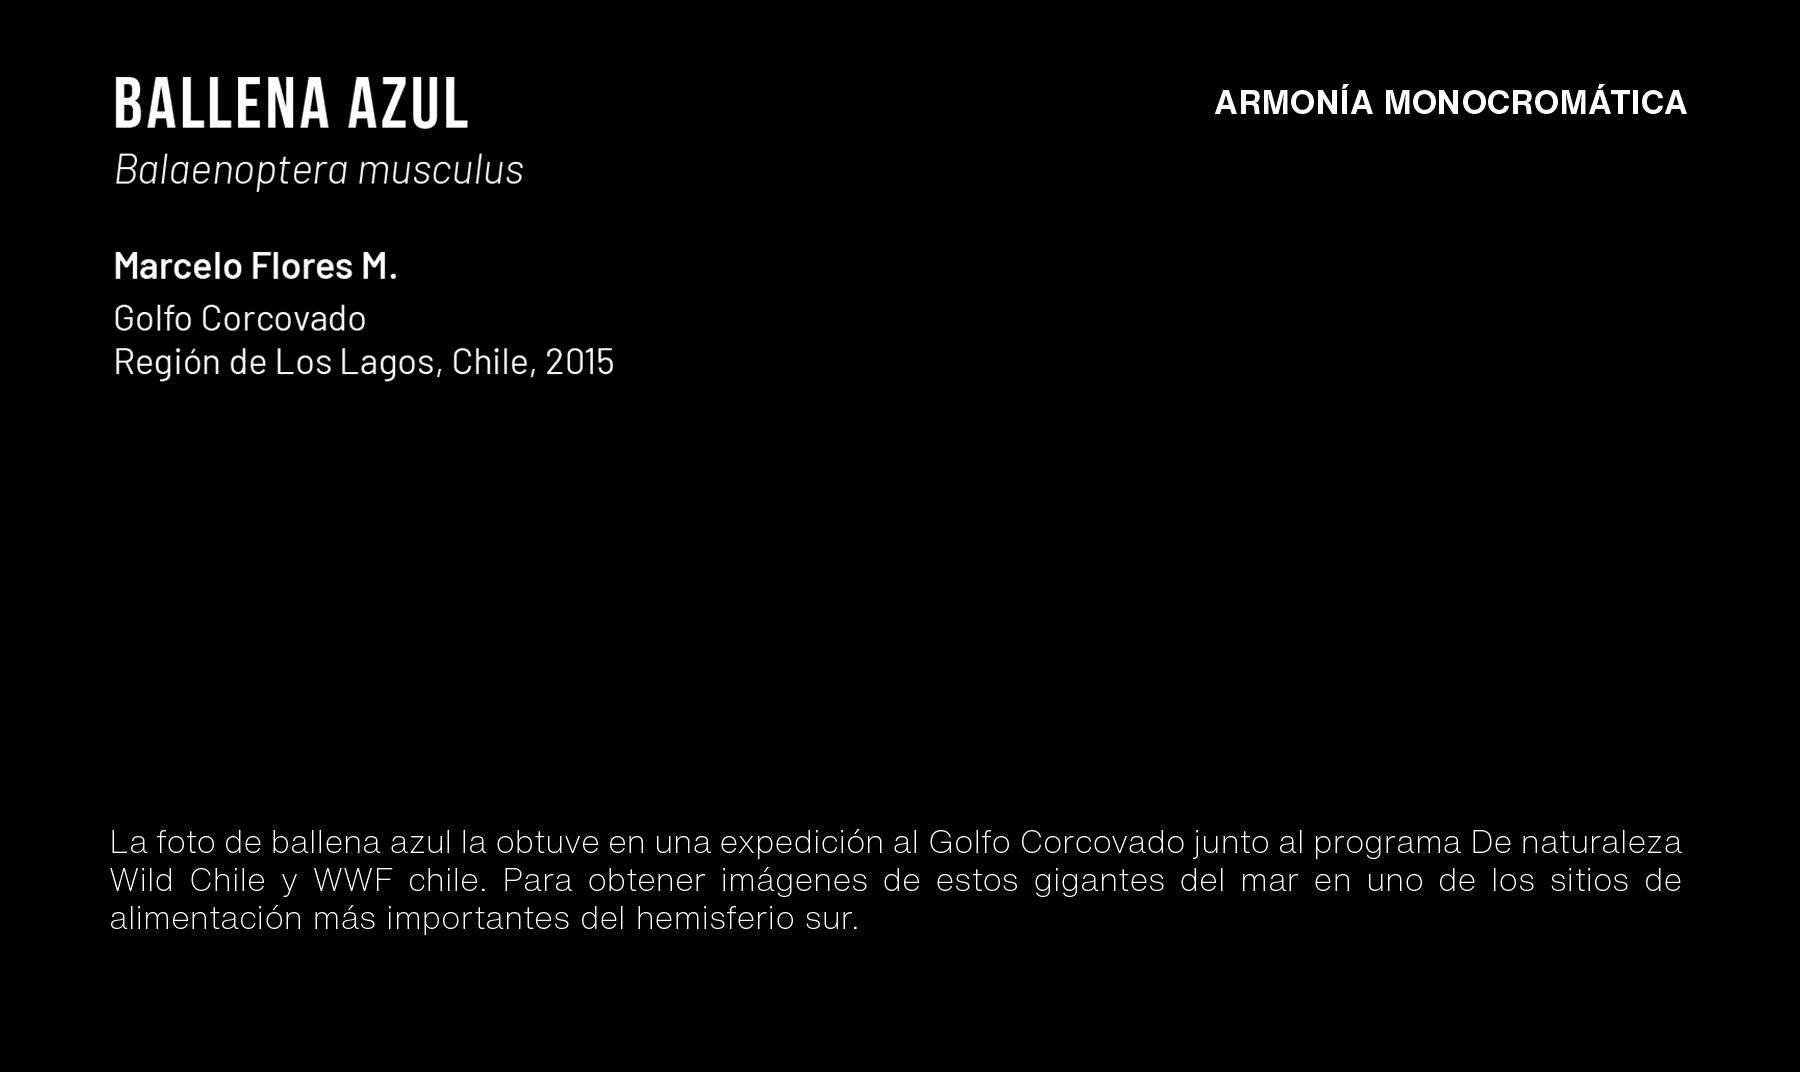 BALLENA AZUL
Balaenoptera musculus
ARMONÍA MONOCROMÁTICA
Marcelo Flores M.
Golfo Corcovado
Región de Los Lagos, Chile, 2015
La foto de ballena azul la obtuve en una expedición al Golfo Corcovado junto al programa De naturaleza
Wild Chile y WWF chile. Para obtener imágenes de estos gigantes del mar en uno de los sitios de
alimentación más importantes del hemisferio sur.